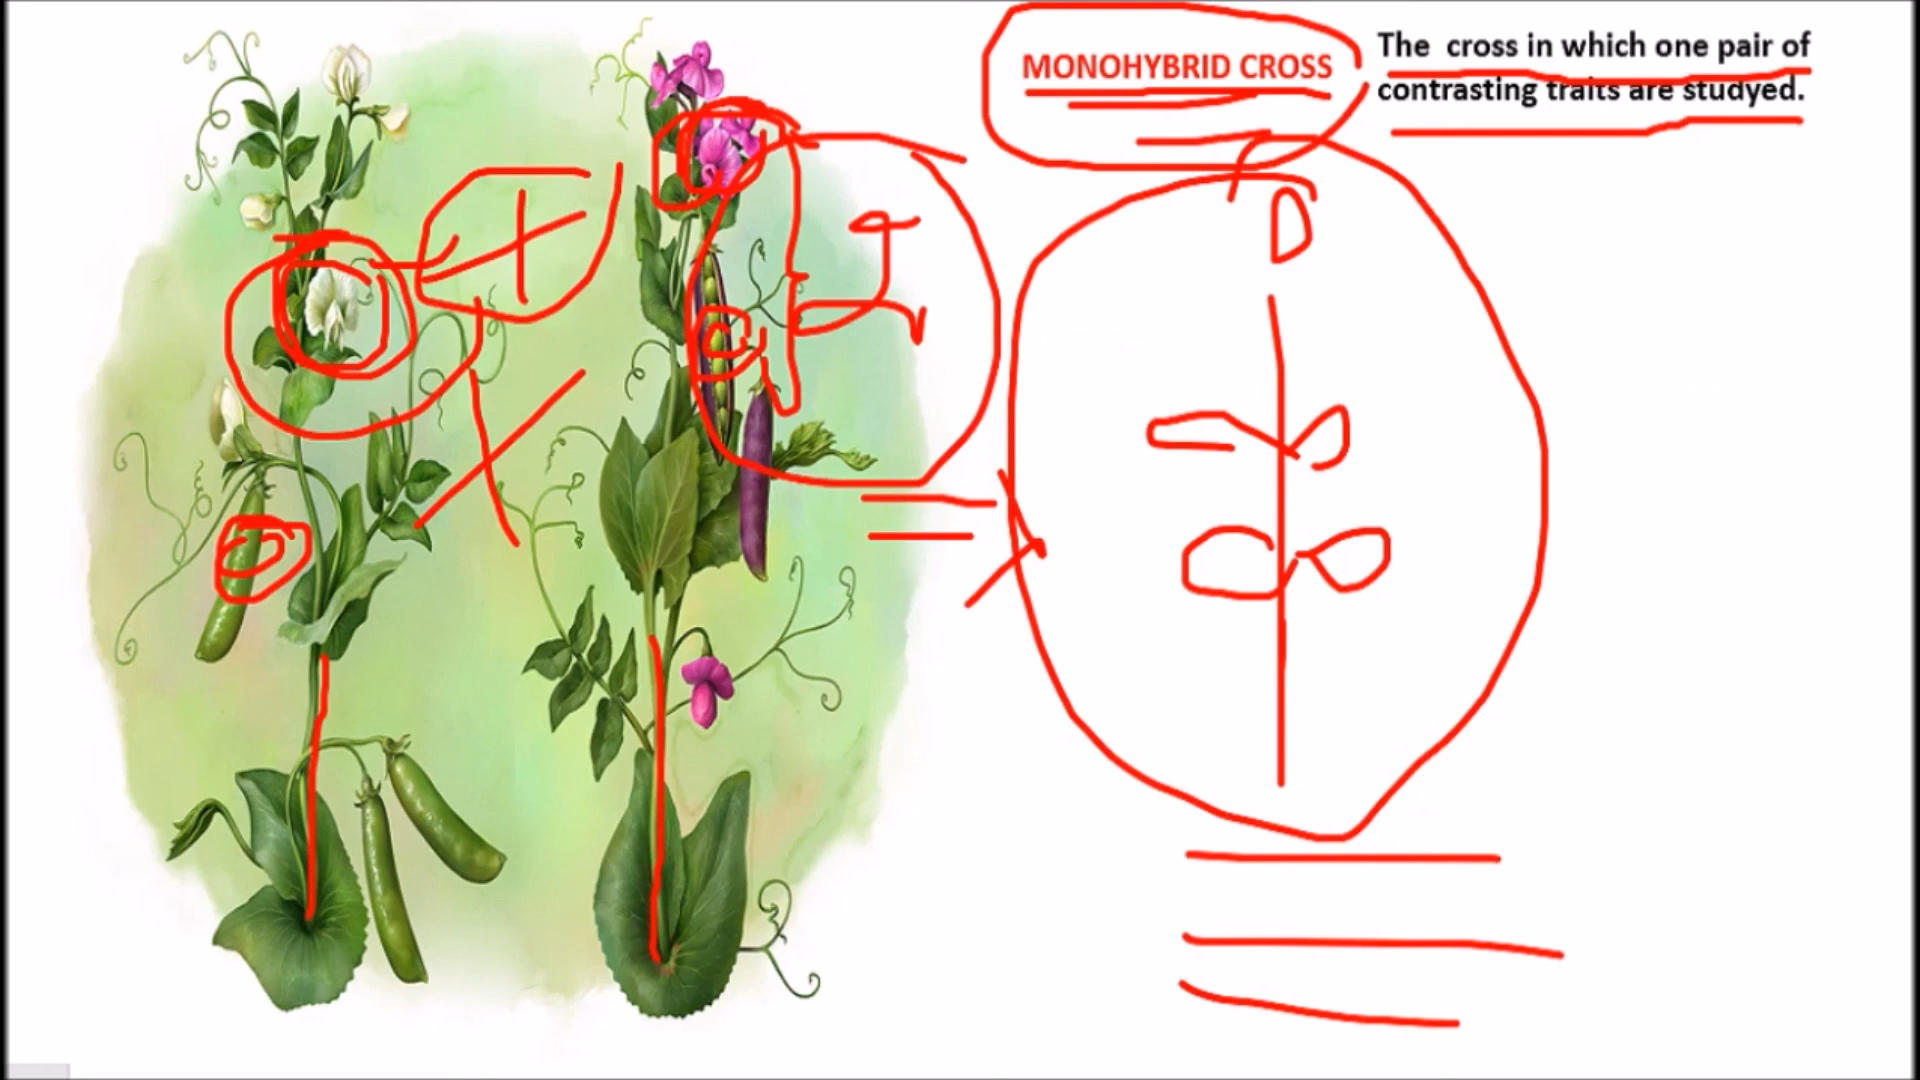 MONOHYBRID CROSS
The cross in which one pair of
contrasting traits are studyed.
D